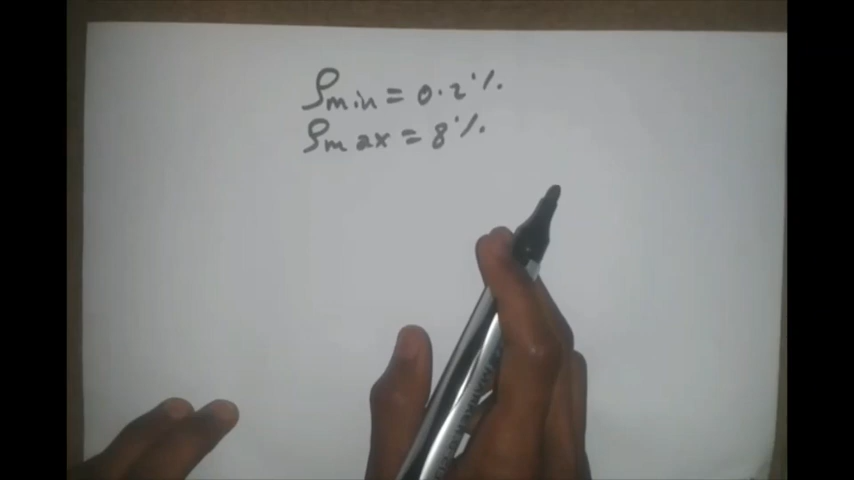 ρmin = 0.2%
ρmax = 8%